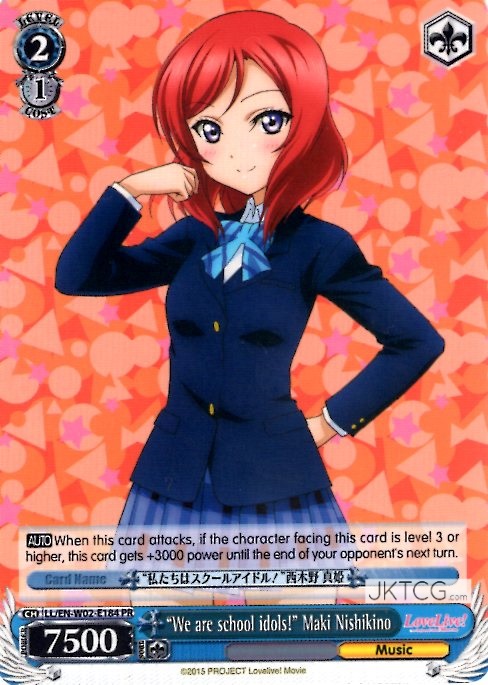 LEVEL
2
1
COST
AUTO When this card attacks, if the character facing this card is level 3 or
higher, this card gets +3000 power until the end of your opponent's next turn.
Card Name
“私たちはスクールアイドル!”西木野 真姫
JKTCG.com
CH LL/EN-W02-E184 PR
POWER
7500
“We are school idols!” Maki Nishikino
LoveLive!
Music
©2015 PROJECT Lovelive! Movie